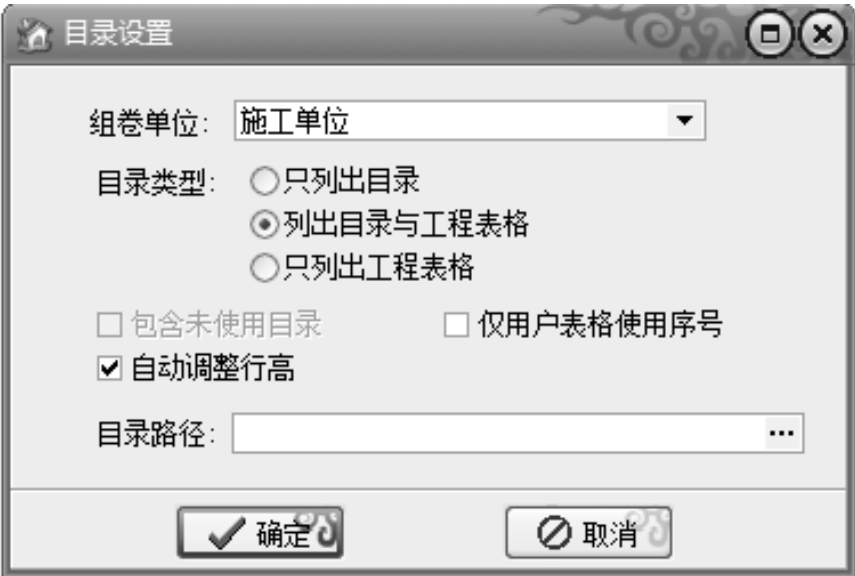 目录设置
组卷单位: 施工单位
目录类型: 只列出目录
列出目录与工程表格
只列出工程表格
包含未使用目录 仅用户表格使用序号
自动调整行高
目录路径: ...
确定 取消